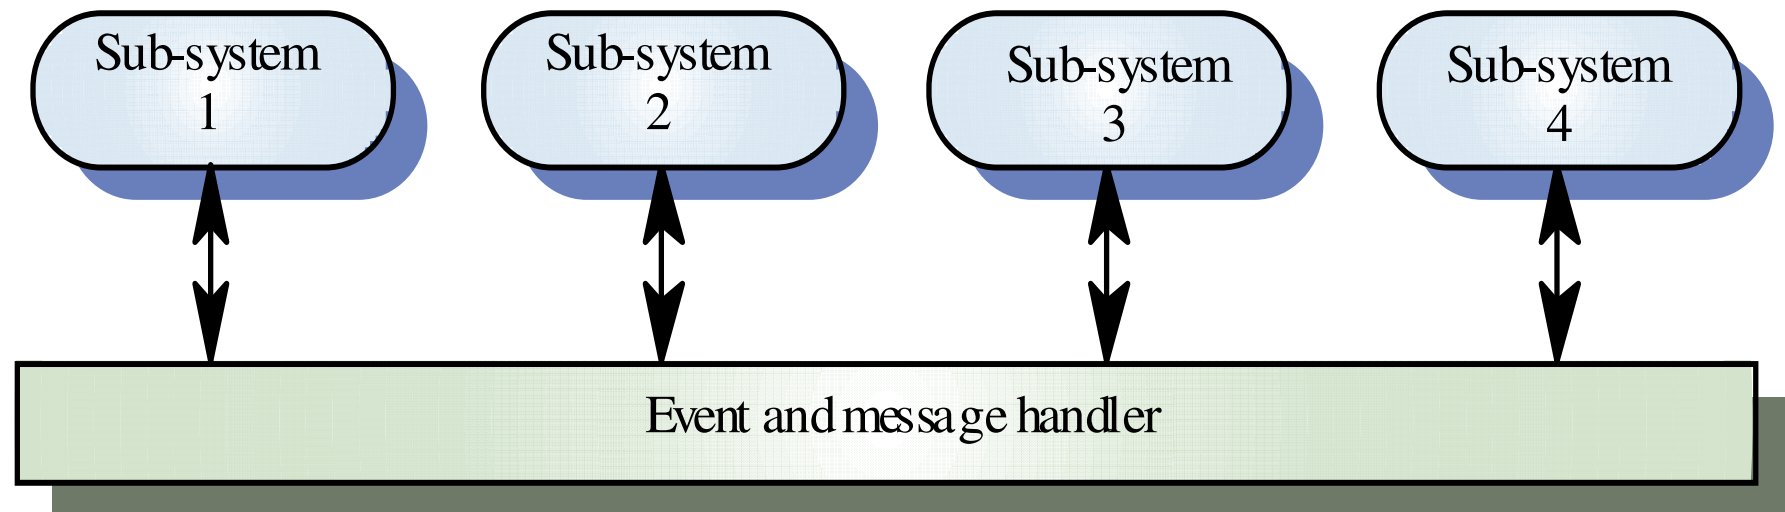 Sub-system
1
Sub-system
2
Sub-system
3
Sub-system
4
Event and message handler